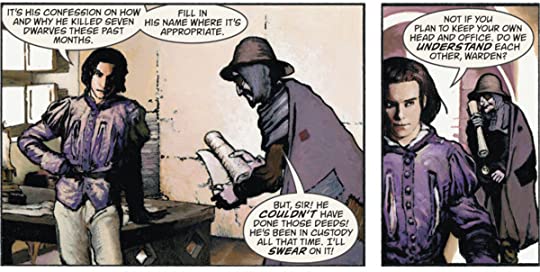 IT'S HIS CONFESSION ON HOW
AND WHY HE KILLED SEVEN
DWARVES THESE PAST
MONTHS.
FILL IN
HIS NAME WHERE IT'S
APPROPRIATE.
BUT, SIR! HE
COULDN'T HAVE
DONE THOSE DEEDS!
HE'S BEEN IN CUSTODY
ALL THAT TIME. I'LL
SWEAR ON IT!
NOT IF YOU
PLAN TO KEEP YOUR OWN
HEAD AND OFFICE. DO WE
UNDERSTAND EACH
OTHER, WARDEN?